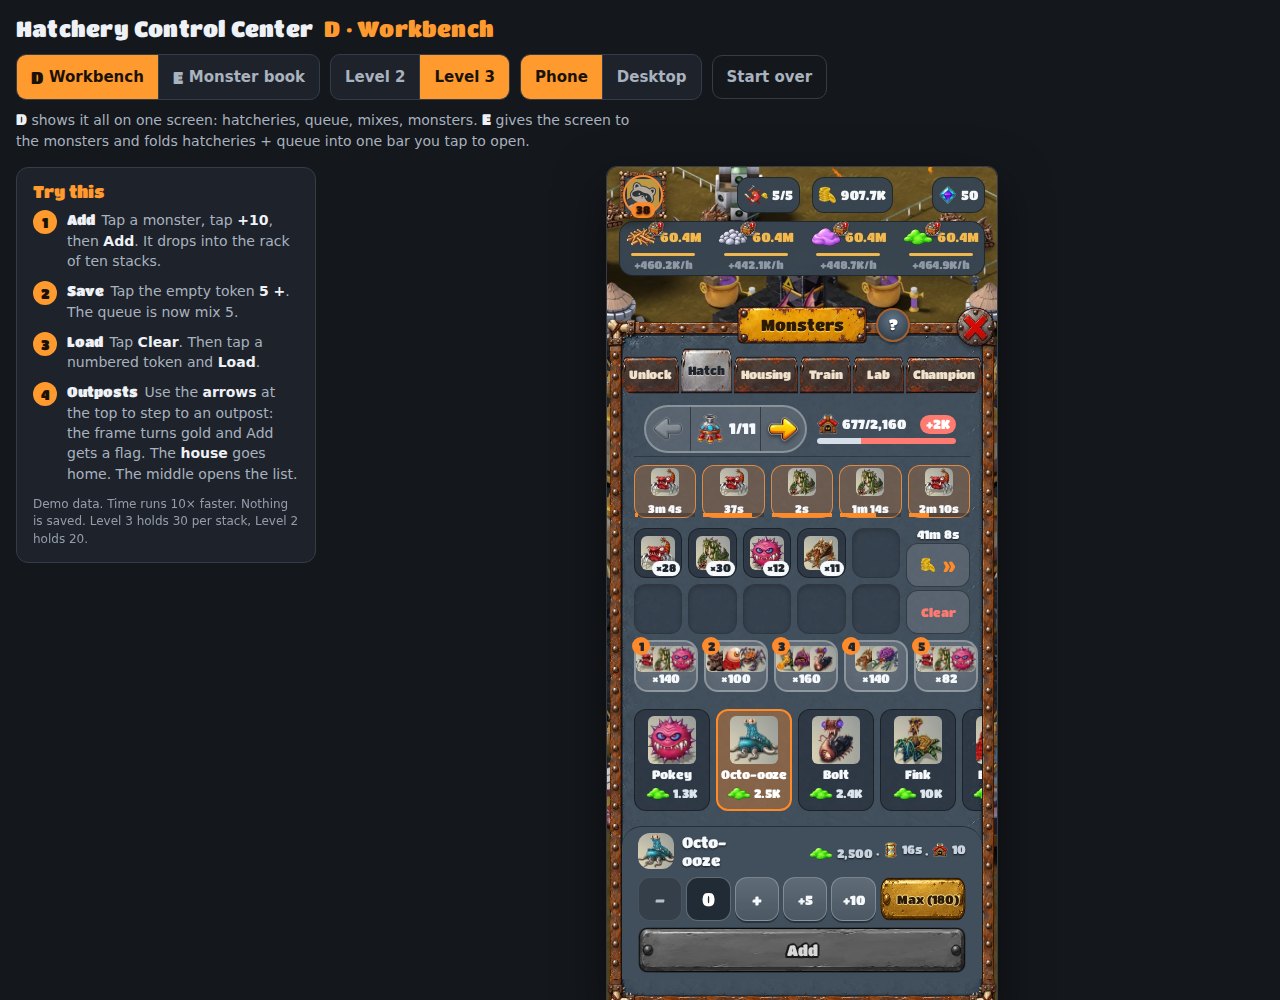 Hatchery Control Center D · Workbench
D Workbench
E Monster book
Level 2
Level 3
Phone
Desktop
Start over
D shows it all on one screen: hatcheries, queue, mixes, monsters. E gives the screen to
the monsters and folds hatcheries + queue into one bar you tap to open.
Try this
1 Add Tap a monster, tap +10,
then Add. It drops into the rack
of ten stacks.
2 Save Tap the empty token 5 +.
The queue is now mix 5.
3 Load Tap Clear. Then tap a
numbered token and Load.
4 Outposts Use the arrows at
the top to step to an outpost:
the frame turns gold and Add
gets a flag. The house goes
home. The middle opens the list.
Demo data. Time runs 10× faster. Nothing
is saved. Level 3 holds 30 per stack, Level 2
holds 20.
30
5/5
907.7K
50
60.4M
60.4M
60.4M
60.4M
+460.2K/h
+442.1K/h
+448.7K/h
+464.9K/h
Monsters
?
Unlock
Hatch
Housing
Train
Lab
Champion
1/11
677/2,160
+2K
3m 4s
37s
2s
1m 14s
2m 10s
×28
×30
×12
×11
41m 8s
»
Clear
1
2
3
4
5
×140
×100
×160
×140
×82
Pokey
Octo-ooze
Bolt
Fink
1.3K
2.5K
2.4K
10K
Octo-
ooze
2,500 · 16s · 10
−
0
+
+5
+10
Max (180)
Add